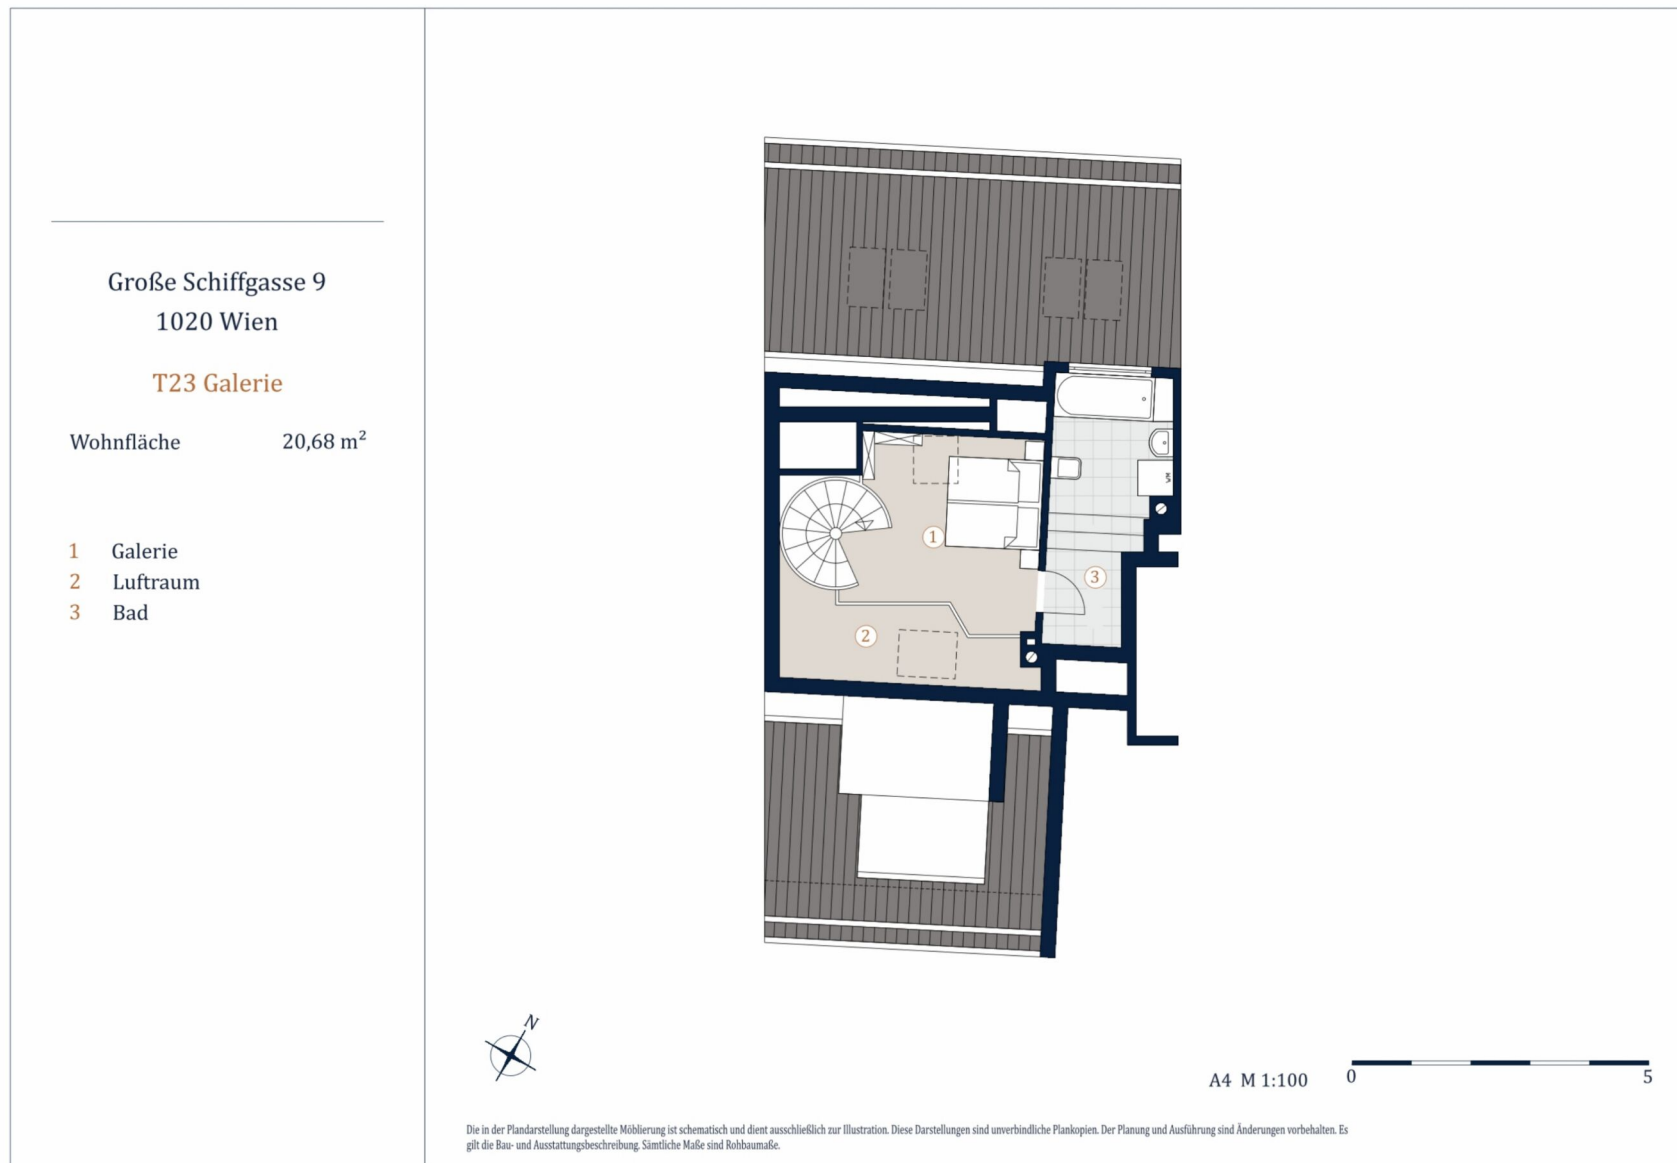 Große Schiffgasse 9
1020 Wien
T23 Galerie
Wohnfläche 20,68 m²
1 Galerie
2 Luftraum
3 Bad
1
2
3
WM
N
A4 M 1:100
0 5
Die in der Plandarstellung dargestellte Möblierung ist schematisch und dient ausschließlich zur Illustration. Diese Darstellungen sind unverbindliche Plankopien. Der Planung und Ausführung sind Änderungen vorbehalten. Es
gilt die Bau- und Ausstattungsbeschreibung. Sämtliche Maße sind Rohbaumaße.